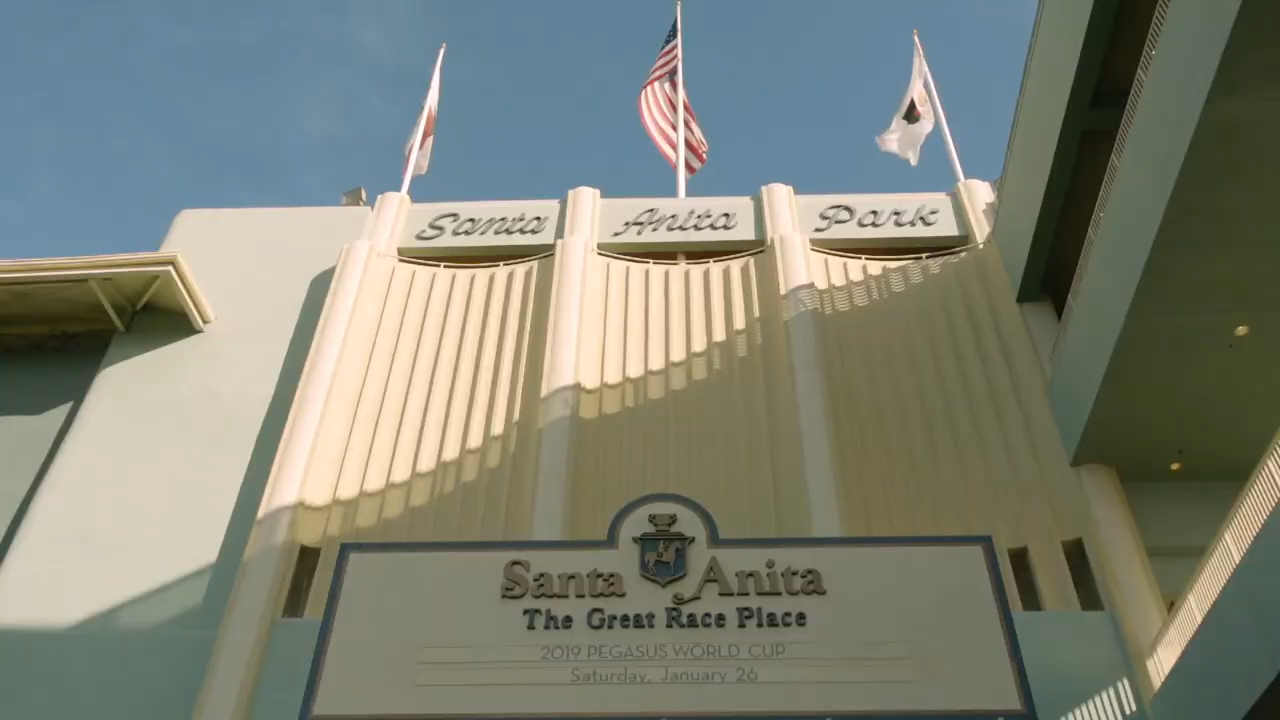 Santa Anita Park
Santa Anita
The Great Race Place
2019 PEGASUS WORLD CUP
Saturday, January 26